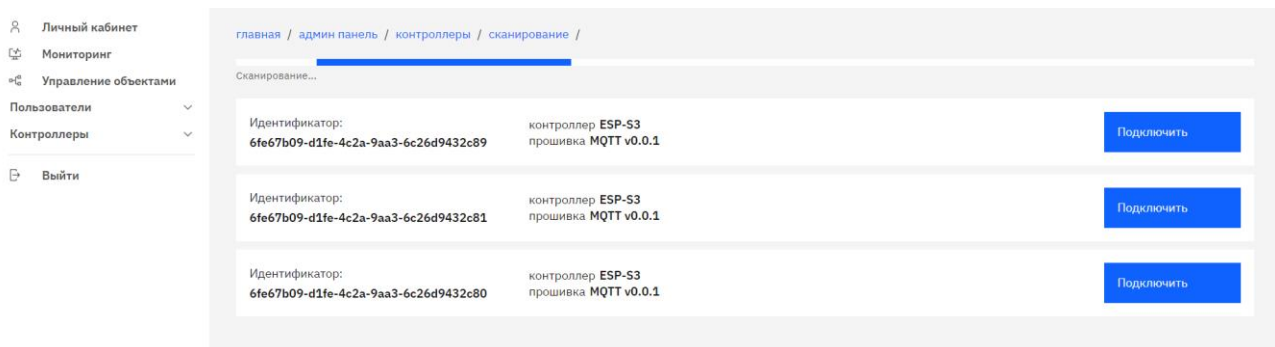 Личный кабинет
Мониторинг
Управление объектами
Пользователи
Контроллеры
Выйти
главная / админ панель / контроллеры / сканирование /
Сканирование...
Идентификатор:
6fe67b09-d1fe-4c2a-9aa3-6c26d9432c89
контроллер ESP-S3
прошивка MQTT v0.0.1
Подключить
Идентификатор:
6fe67b09-d1fe-4c2a-9aa3-6c26d9432c81
контроллер ESP-S3
прошивка MQTT v0.0.1
Подключить
Идентификатор:
6fe67b09-d1fe-4c2a-9aa3-6c26d9432c80
контроллер ESP-S3
прошивка MQTT v0.0.1
Подключить